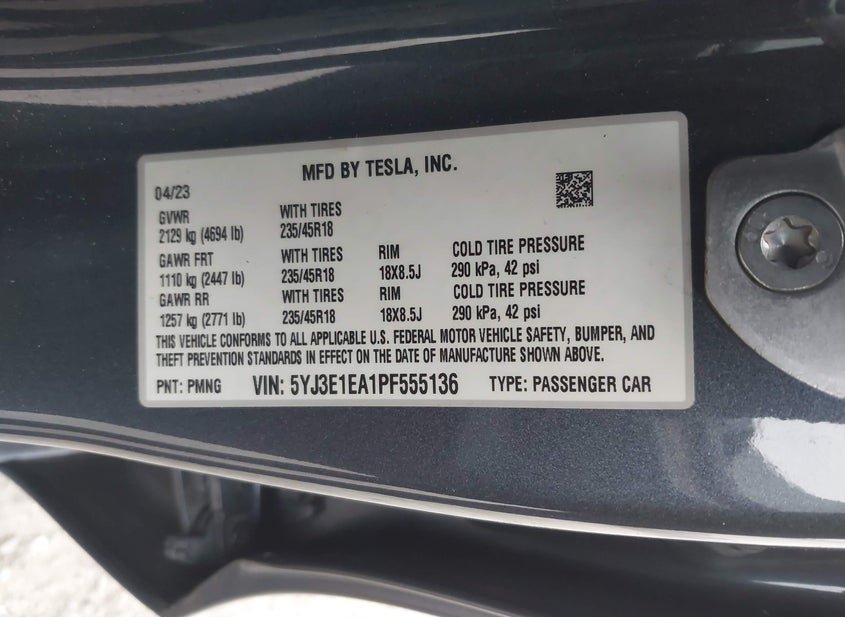 MFD BY TESLA, INC.
04/23
GVWR WITH TIRES
2129 kg (4694 lb) 235/45R18
GAWR FRT WITH TIRES RIM COLD TIRE PRESSURE
1110 kg (2447 lb) 235/45R18 18X8.5J 290 kPa, 42 psi
GAWR RR WITH TIRES RIM COLD TIRE PRESSURE
1257 kg (2771 lb) 235/45R18 18X8.5J 290 kPa, 42 psi
THIS VEHICLE CONFORMS TO ALL APPLICABLE U.S. FEDERAL MOTOR VEHICLE SAFETY, BUMPER, AND
THEFT PREVENTION STANDARDS IN EFFECT ON THE DATE OF MANUFACTURE SHOWN ABOVE.
PNT: PMNG VIN: 5YJ3E1EA1PF555136 TYPE: PASSENGER CAR